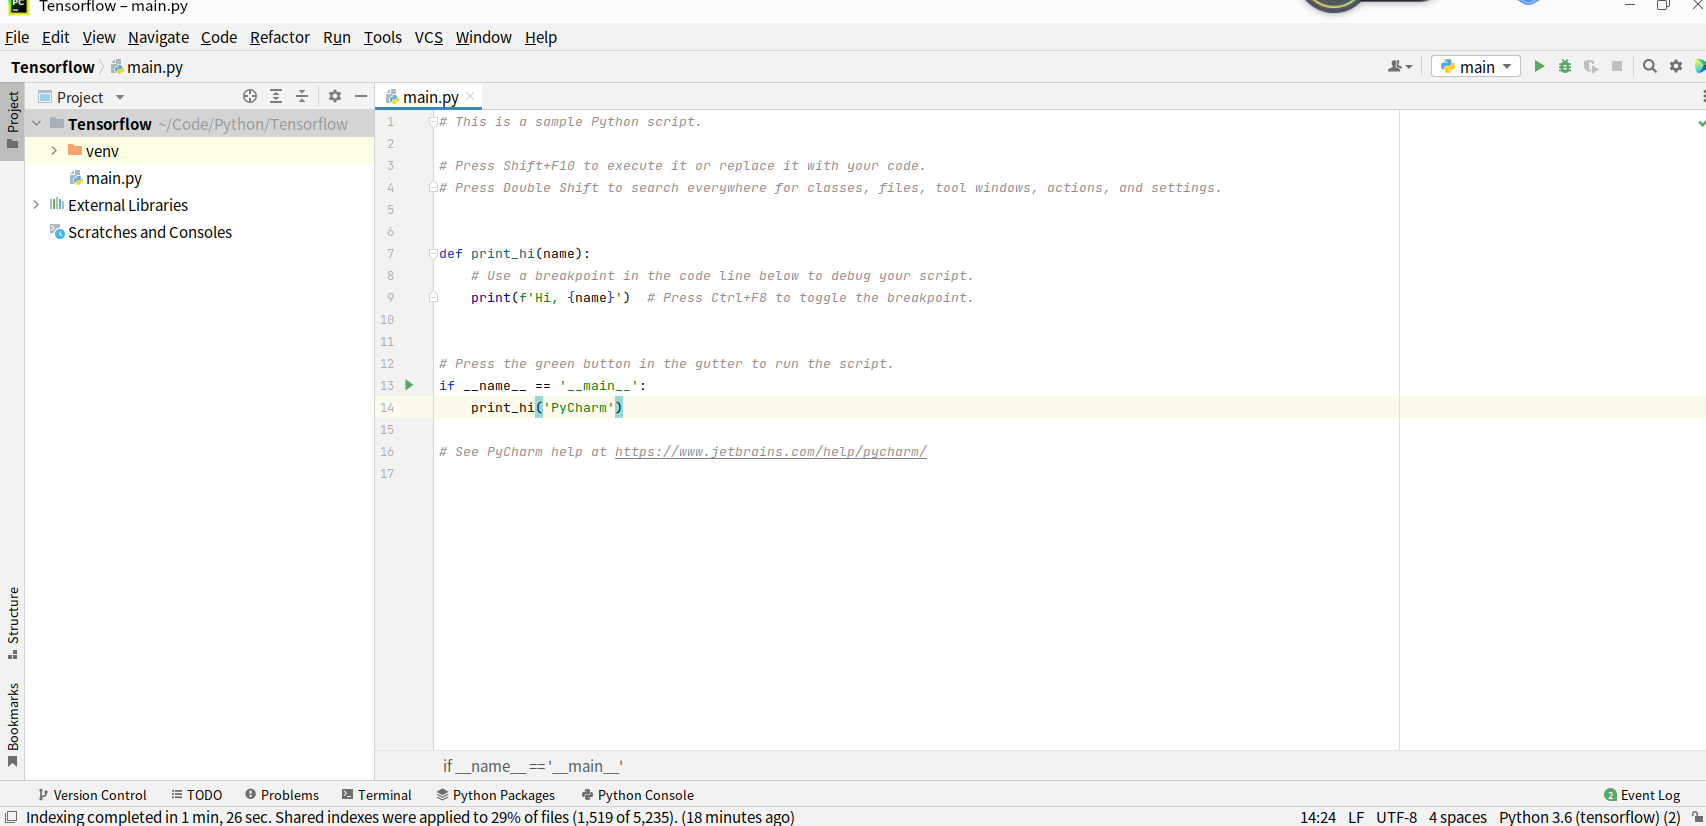 PC Tensorflow – main.py
File Edit View Navigate Code Refactor Run Tools VCS Window Help
Tensorflow main.py main
Project
Project main.py
Tensorflow ~/Code/Python/Tensorflow
venv
main.py
External Libraries
Scratches and Consoles
1 # This is a sample Python script.
2
3 # Press Shift+F10 to execute it or replace it with your code.
4 # Press Double Shift to search everywhere for classes, files, tool windows, actions, and settings.
5
6
7 def print_hi(name):
8 # Use a breakpoint in the code line below to debug your script.
9 print(f'Hi, {name}') # Press Ctrl+F8 to toggle the breakpoint.
10
11
12 # Press the green button in the gutter to run the script.
13 if __name__ == '__main__':
14 print_hi('PyCharm')
15
16 # See PyCharm help at https://www.jetbrains.com/help/pycharm/
17
Structure
Bookmarks
if __name__ == '__main__'
Version Control TODO Problems Terminal Python Packages Python Console 2 Event Log
Indexing completed in 1 min, 26 sec. Shared indexes were applied to 29% of files (1,519 of 5,235). (18 minutes ago) 14:24 LF UTF-8 4 spaces Python 3.6 (tensorflow) (2)